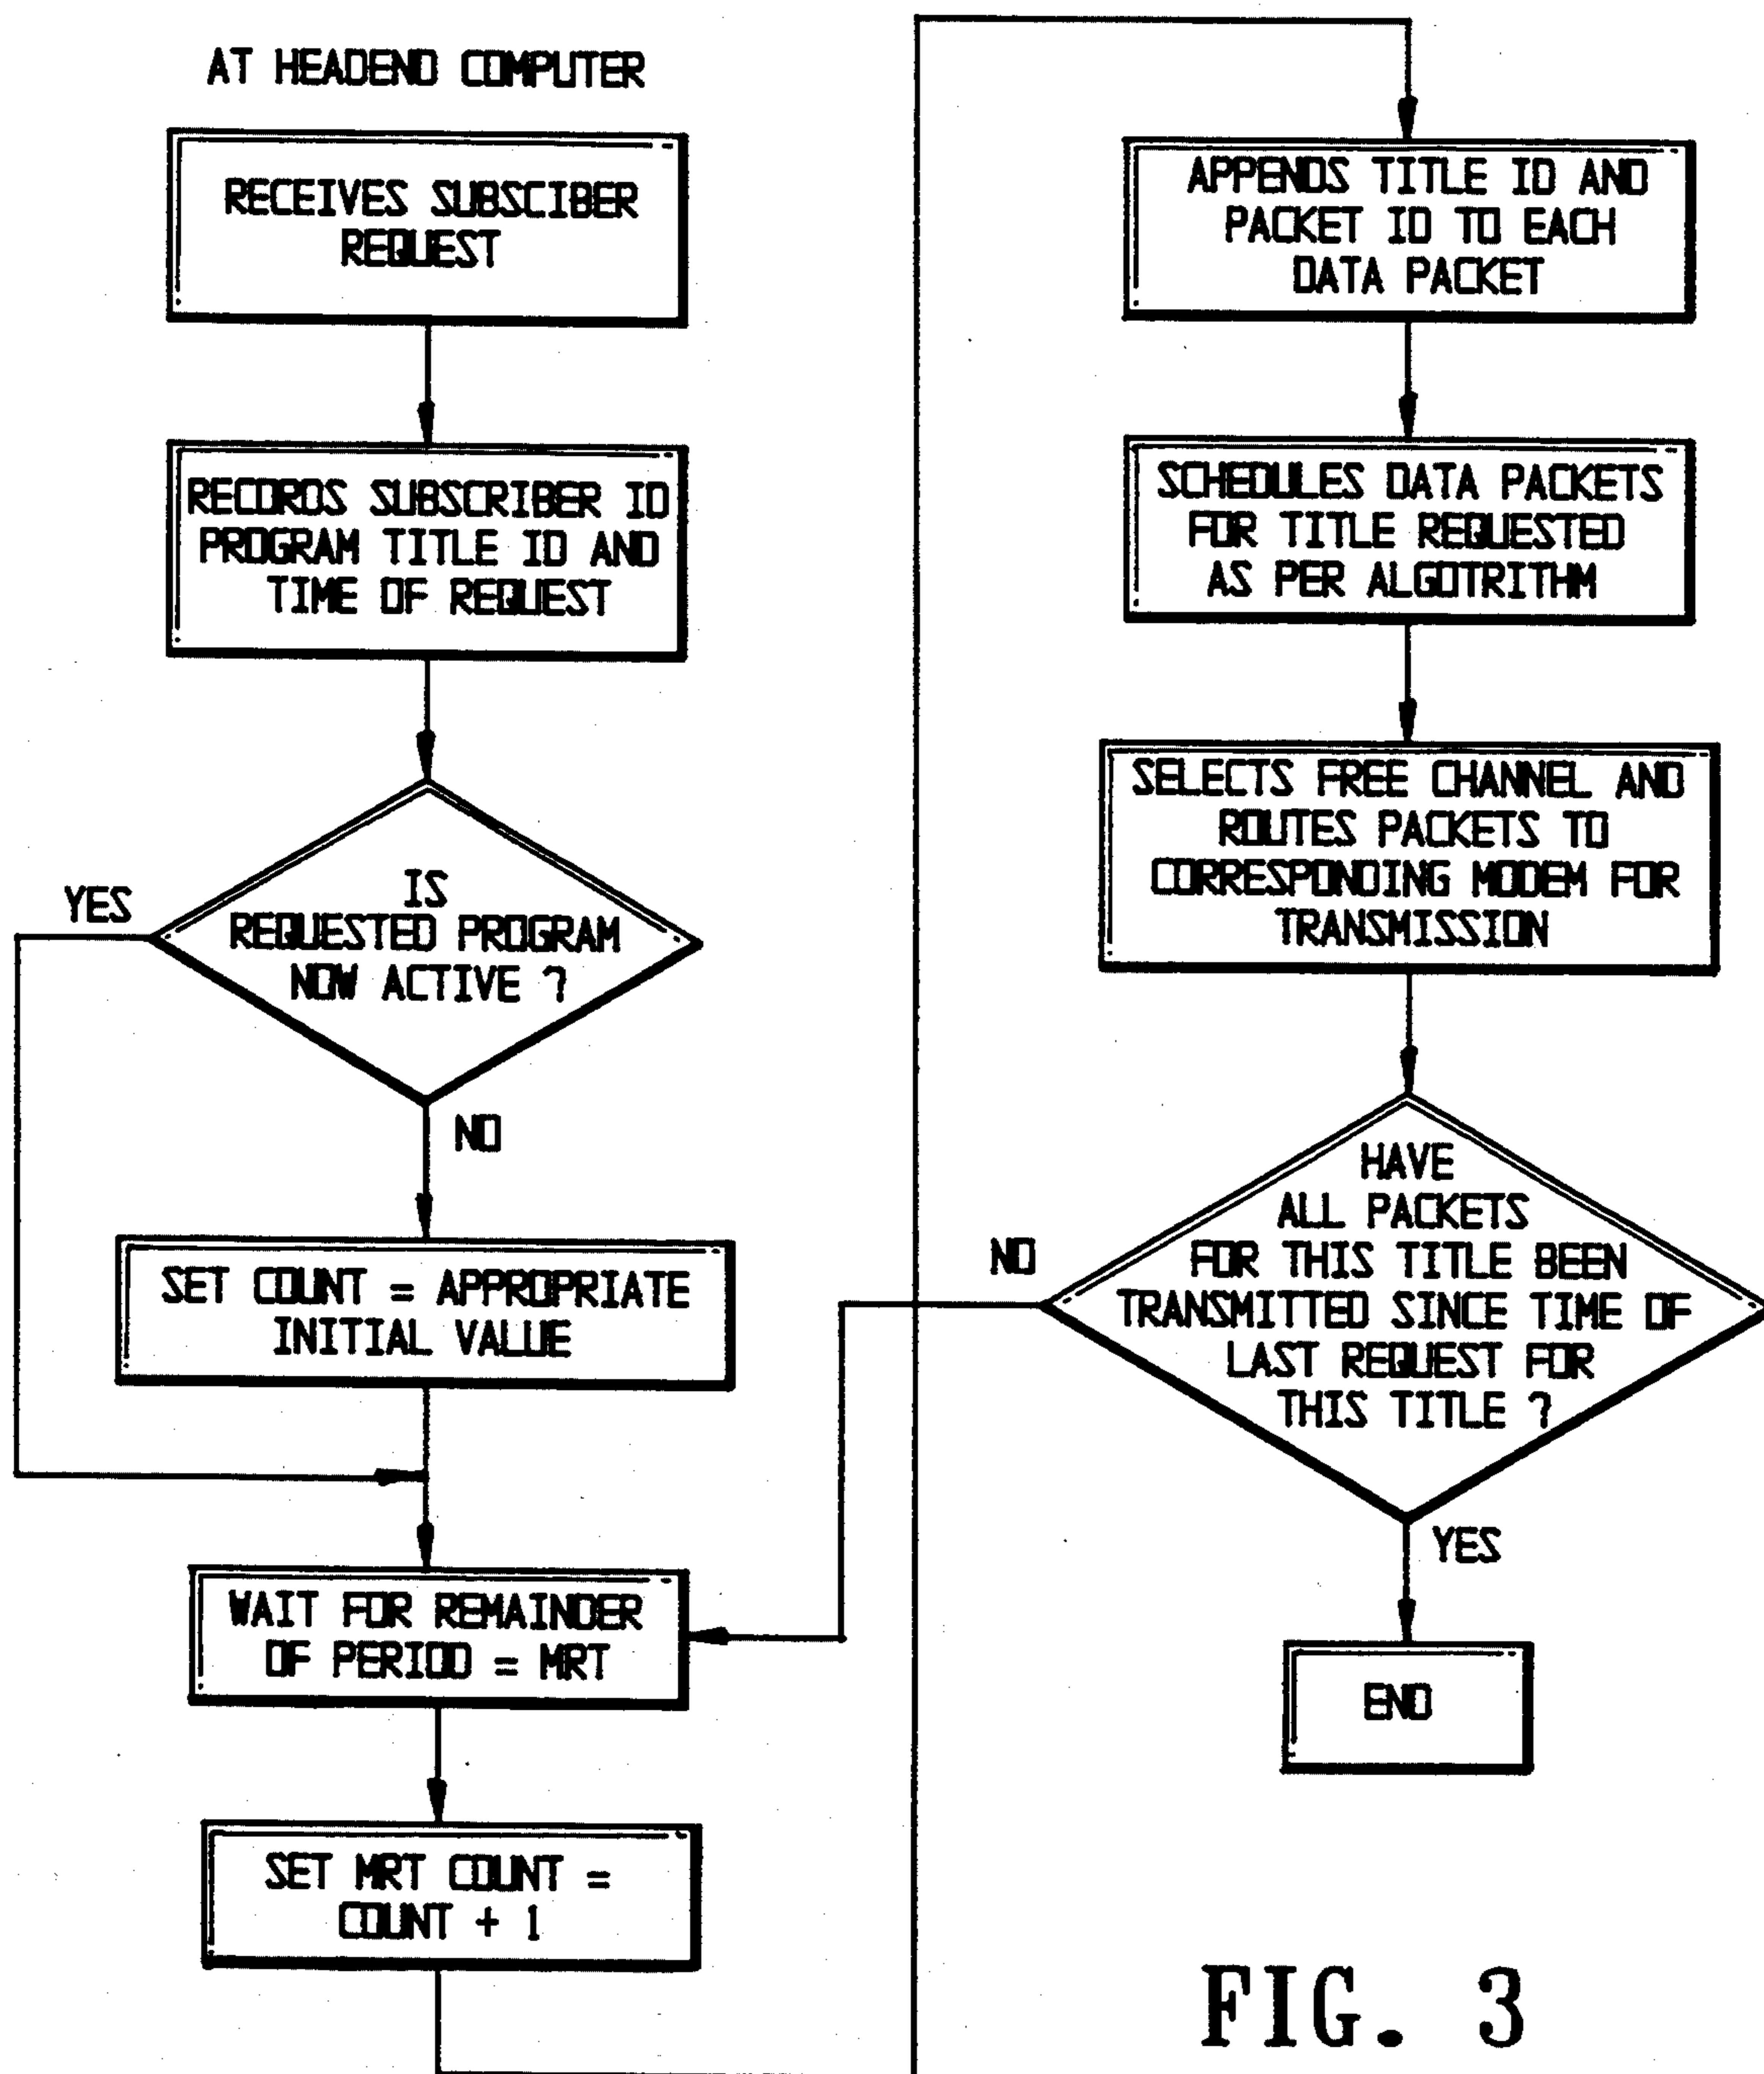 AT HEADEND COMPUTER
RECEIVES SUBSCIBER
REQUEST
RECORDS SUBSCRIBER ID
PROGRAM TITLE ID AND
TIME OF REQUEST
IS
REQUESTED PROGRAM
NOW ACTIVE ?
YES
NO
SET COUNT = APPROPRIATE
INITIAL VALUE
WAIT FOR REMAINDER
OF PERIOD = MRT
SET MRT COUNT =
COUNT + 1
APPENDS TITLE ID AND
PACKET ID TO EACH
DATA PACKET
SCHEDULES DATA PACKETS
FOR TITLE REQUESTED
AS PER ALGOTRITHM
SELECTS FREE CHANNEL AND
ROUTES PACKETS TO
CORRESPONDING MODEM FOR
TRANSMISSION
HAVE
ALL PACKETS
FOR THIS TITLE BEEN
TRANSMITTED SINCE TIME OF
LAST REQUEST FOR
THIS TITLE ?
NO
YES
END
FIG. 3